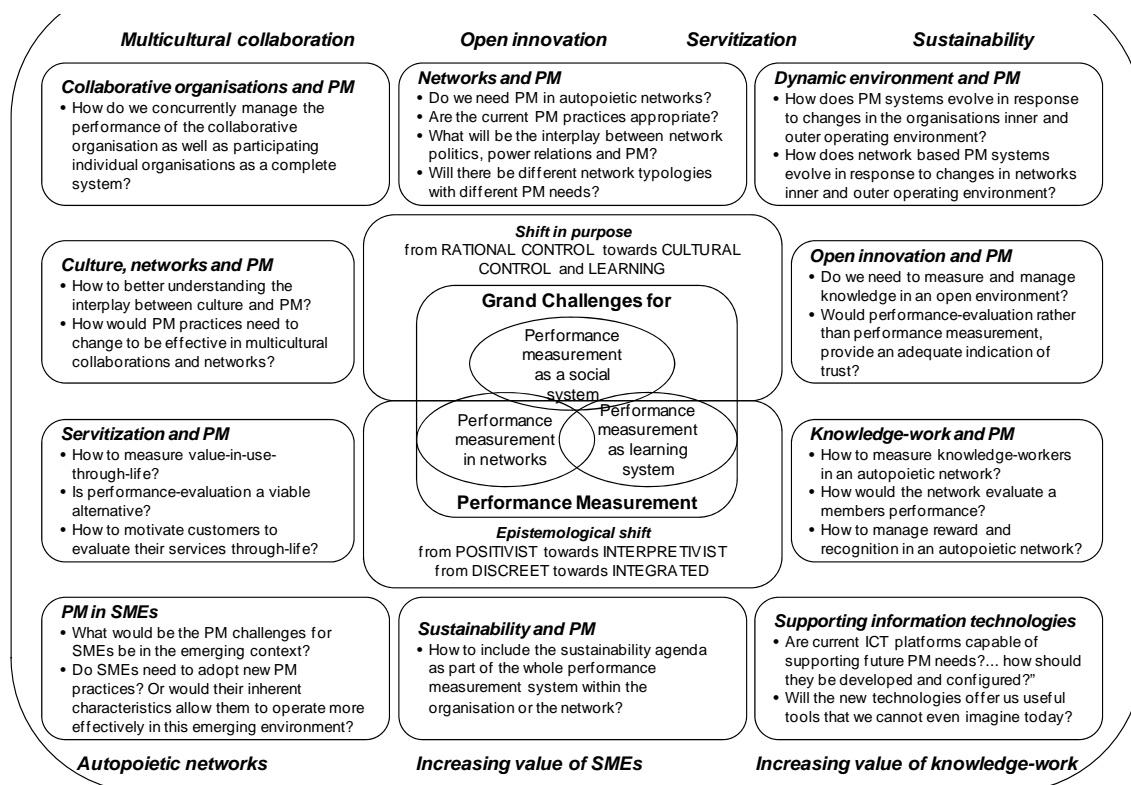 Multicultural collaboration
Open innovation
Servitization
Sustainability
Collaborative organisations and PM
• How do we concurrently manage the
performance of the collaborative
organisation as well as participating
individual organisations as a complete
system?
Networks and PM
• Do we need PM in autopoietic networks?
• Are the current PM practices appropriate?
• What will be the interplay between network
politics, power relations and PM?
• Will there be different network typologies
with different PM needs?
Dynamic environment and PM
• How does PM systems evolve in response
to changes in the organisations inner and
outer operating environment?
• How does network based PM systems
evolve in response to changes in networks
inner and outer operating environment?
Culture, networks and PM
• How to better understanding the
interplay between culture and PM?
• How would PM practices need to
change to be effective in multicultural
collaborations and networks?
Shift in purpose
from RATIONAL CONTROL towards CULTURAL
CONTROL and LEARNING
Grand Challenges for
Performance
measurement
as a social
system
Performance
measurement
in networks
Performance
measurement
as learning
system
Performance Measurement
Epistemological shift
from POSITIVIST towards INTERPRETIVIST
from DISCREET towards INTEGRATED
Open innovation and PM
• Do we need to measure and manage
knowledge in an open environment?
• Would performance-evaluation rather
than performance measurement,
provide an adequate indication of
trust?
Servitization and PM
• How to measure value-in-use-
through-life?
• Is performance-evaluation a viable
alternative?
• How to motivate customers to
evaluate their services through-life?
Knowledge-work and PM
• How to measure knowledge-workers
in an autopoietic network?
• How would the network evaluate a
members performance?
• How to manage reward and
recognition in an autopoietic network?
PM in SMEs
• What would be the PM challenges for
SMEs be in the emerging context?
• Do SMEs need to adopt new PM
practices? Or would their inherent
characteristics allow them to operate more
effectively in this emerging environment?
Sustainability and PM
• How to include the sustainability agenda
as part of the whole performance
measurement system within the
organisation or the network?
Supporting information technologies
• Are current ICT platforms capable of
supporting future PM needs?... how should
they be developed and configured?”
• Will the new technologies offer us useful
tools that we cannot even imagine today?
Autopoietic networks
Increasing value of SMEs
Increasing value of knowledge-work